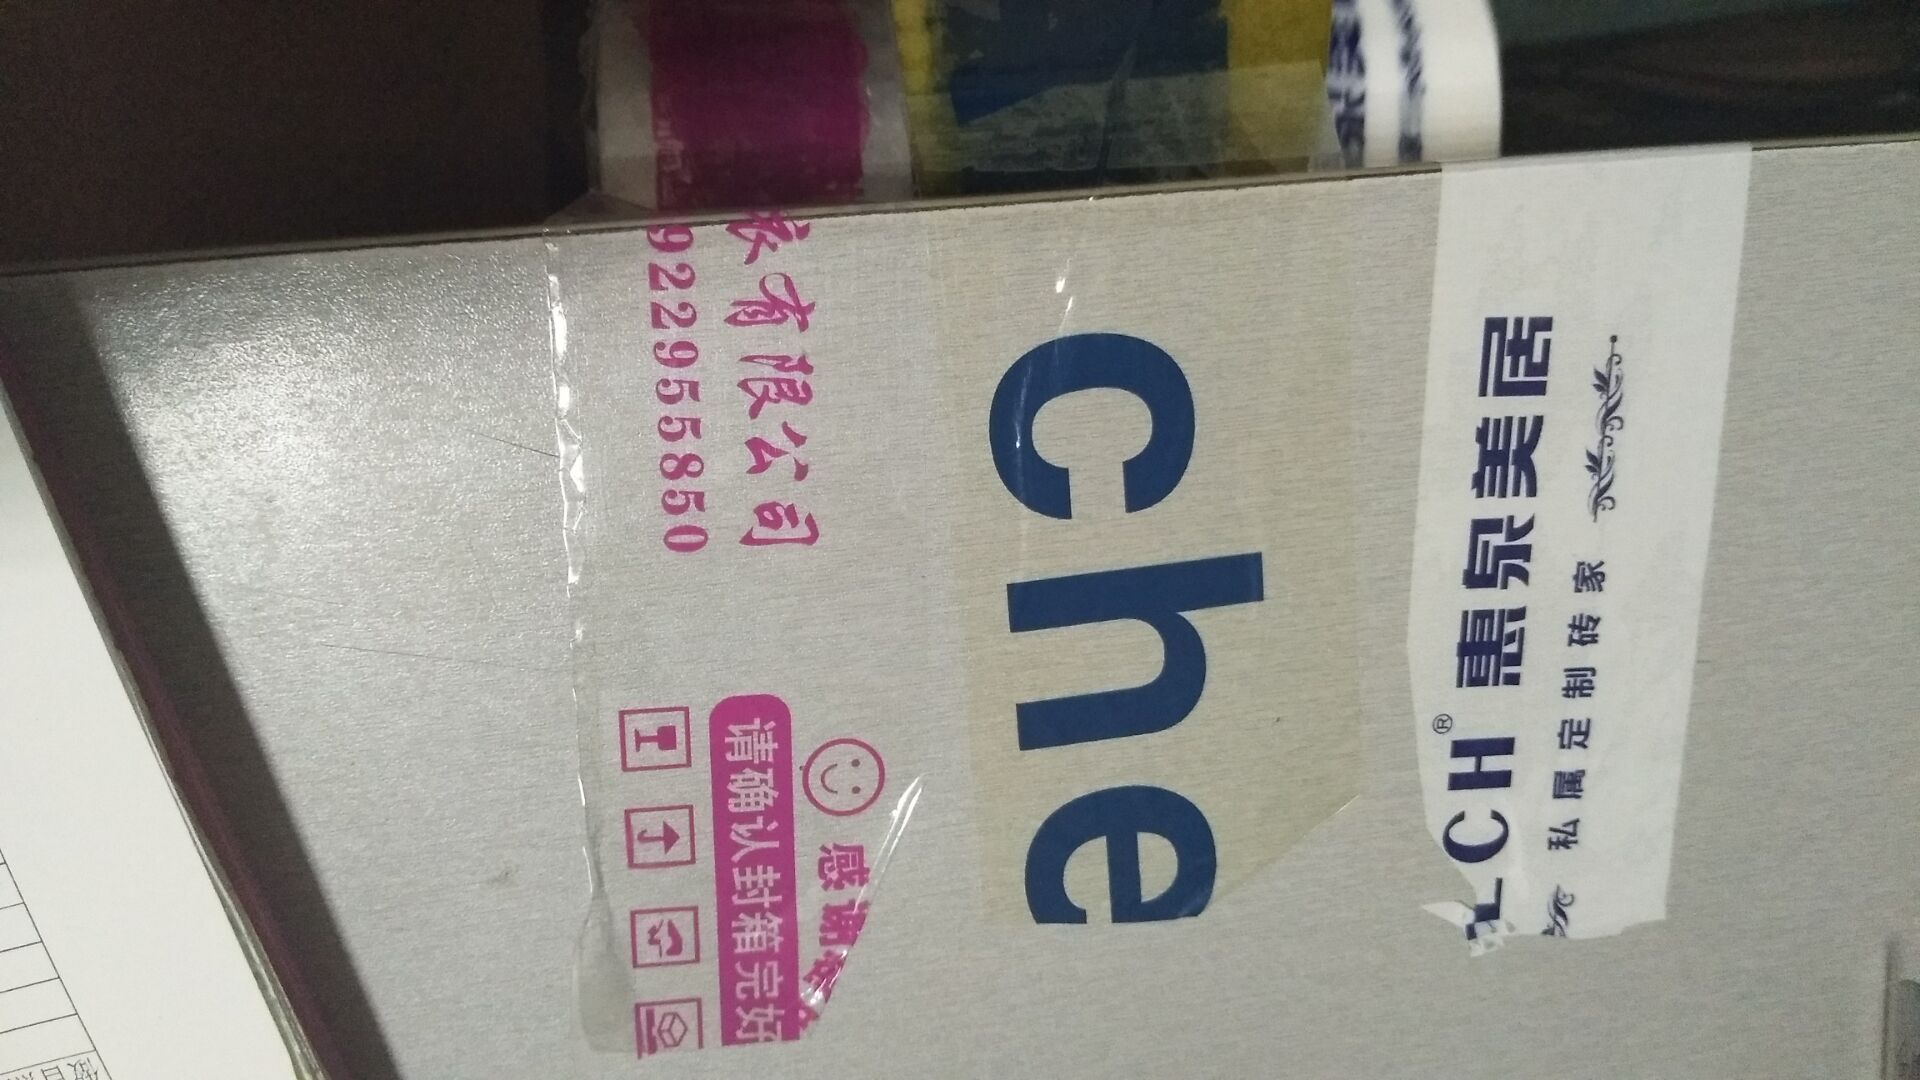 有限公司
922955850
请确认封箱完好
感谢
che
LCH® 惠泉美居
私属定制砖家